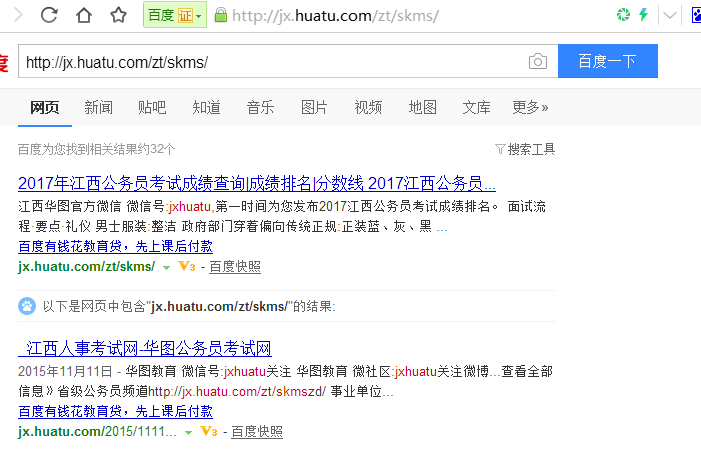 百度 证 http://jx.huatu.com/zt/skms/
http://jx.huatu.com/zt/skms/ 百度一下
网页 新闻 贴吧 知道 音乐 图片 视频 地图 文库 更多»
百度为您找到相关结果约32个 搜索工具
2017年江西公务员考试成绩查询|成绩排名|分数线 2017江西公务员...
江西华图官方微信 微信号:jxhuatu,第一时间为您发布2017江西公务员考试成绩排名。 面试流
程·要点·礼仪 男士服装:整洁 政府部门穿着偏向传统正规:正装蓝、灰、黑 ...
百度有钱花教育贷，先上课后付款
jx.huatu.com/zt/skms/ V3 - 百度快照
以下是网页中包含"jx.huatu.com/zt/skms/"的结果:
江西人事考试网-华图公务员考试网
2015年11月11日 - 华图教育 微信号:jxhuatu关注 华图教育 微社区:jxhuatu关注微博...查看全部
信息》省级公务员频道http://jx.huatu.com/zt/skmszd/ 事业单位...
百度有钱花教育贷，先上课后付款
jx.huatu.com/2015/1111... V3 - 百度快照